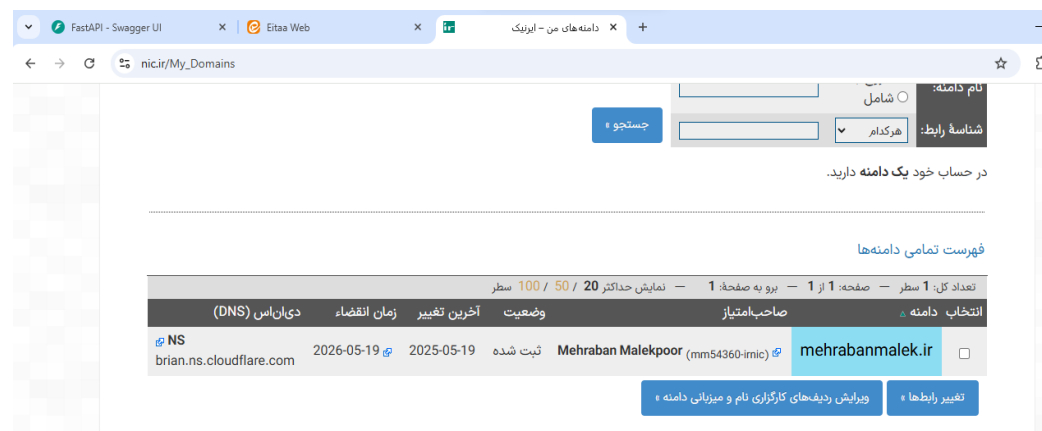 FastAPI - Swagger UI
Eitaa Web
دامنه‌های من – ایرنیک
nic.ir/My_Domains
نام دامنه:
شامل
شناسهٔ رابط:
هرکدام
جستجو »
در حساب خود یک دامنه دارید.
فهرست تمامی دامنه‌ها
تعداد کل: 1 سطر – صفحه: 1 از 1 – برو به صفحهٔ: 1 – نمایش حداکثر 20 / 50 / 100 سطر
انتخاب دامنه صاحب‌امتیاز وضعیت آخرین تغییر زمان انقضاء دی‌ان‌اس (DNS)
mehrabanmalek.ir Mehraban Malekpoor (mm54360-irnic) ثبت شده 2025-05-19 2026-05-19 NS
brian.ns.cloudflare.com
تغییر رابط‌ها » ویرایش ردیف‌های کارگزاری نام و میزبانی دامنه »